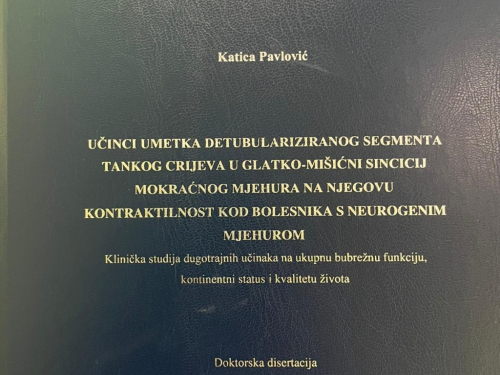 Katica Pavlović
UČINCI UMETKA DETUBULARIZIRANOG SEGMENTA
TANKOG CRIJEVA U GLATKO-MIŠIĆNI SINCICIJ
MOKRAĆNOG MJEHURA NA NJEGOVU
KONTRAKTILNOST KOD BOLESNIKA S NEUROGENIM
MJEHUROM
Klinička studija dugotrajnih učinaka na ukupnu bubrežnu funkciju,
kontinentni status i kvalitetu života
Doktorska disertacija